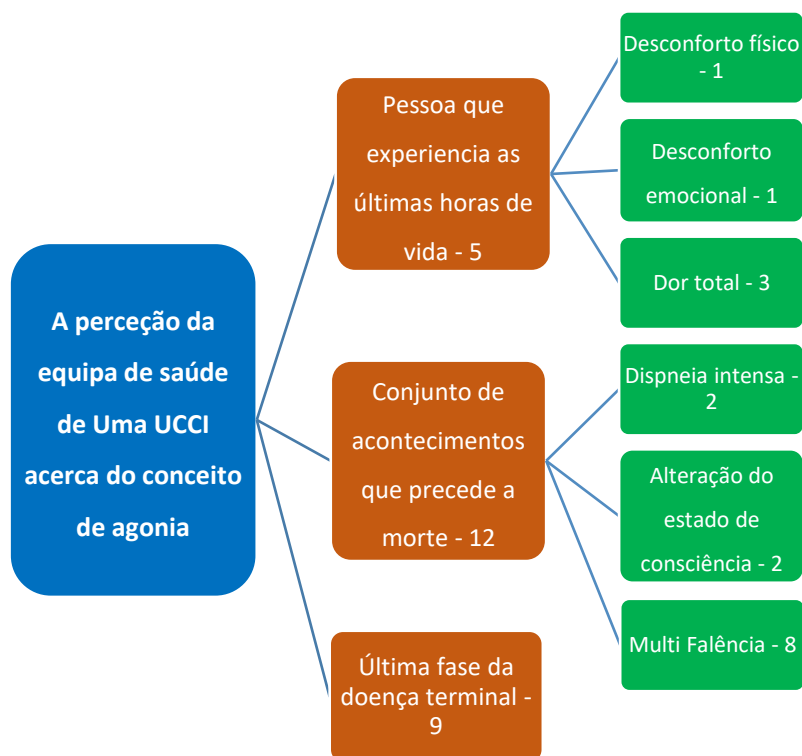 A perceção da
equipa de saúde
de Uma UCCI
acerca do conceito
de agonia
Pessoa que
experiencia as
últimas horas de
vida - 5
Desconforto físico
- 1
Desconforto
emocional - 1
Dor total - 3
Conjunto de
acontecimentos
que precede a
morte - 12
Dispneia intensa -
2
Alteração do
estado de
consciência - 2
Multi Falência - 8
Última fase da
doença terminal -
9